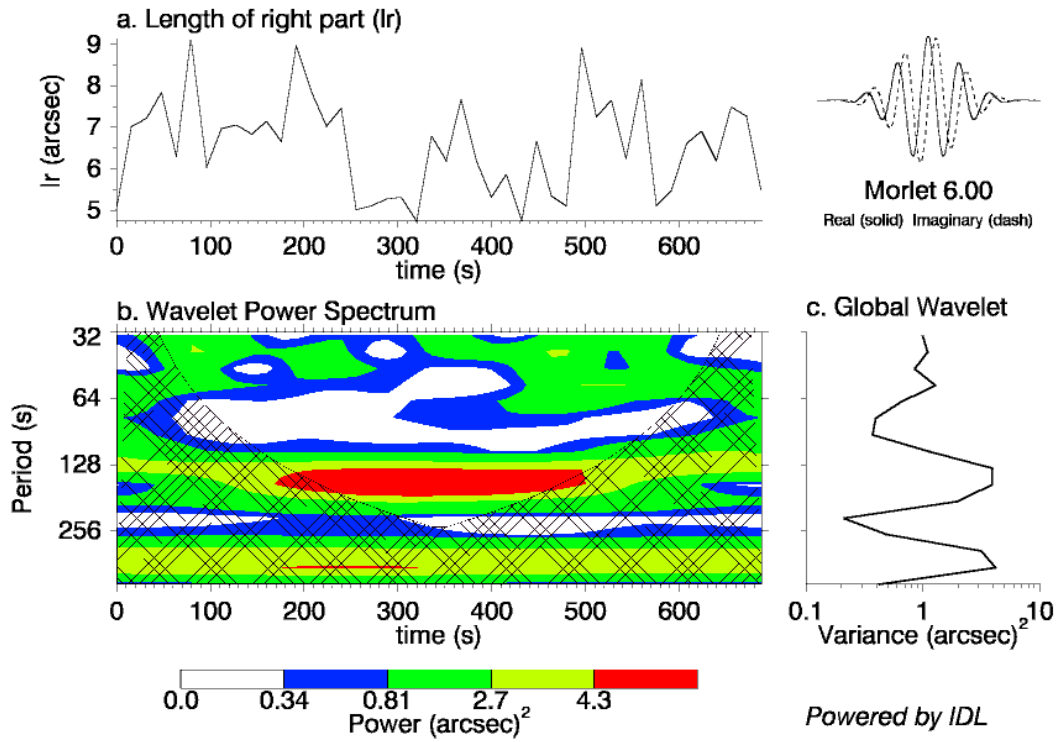 a. Length of right part (lr)
9
8
7
6
5
lr (arcsec)
0 100 200 300 400 500 600
time (s)
Morlet 6.00
Real (solid) Imaginary (dash)
b. Wavelet Power Spectrum
32
64
128
256
Period (s)
0 100 200 300 400 500 600
time (s)
c. Global Wavelet
0.1 1 10
Variance (arcsec)²
0.0 0.34 0.81 2.7 4.3
Power (arcsec)²
Powered by IDL